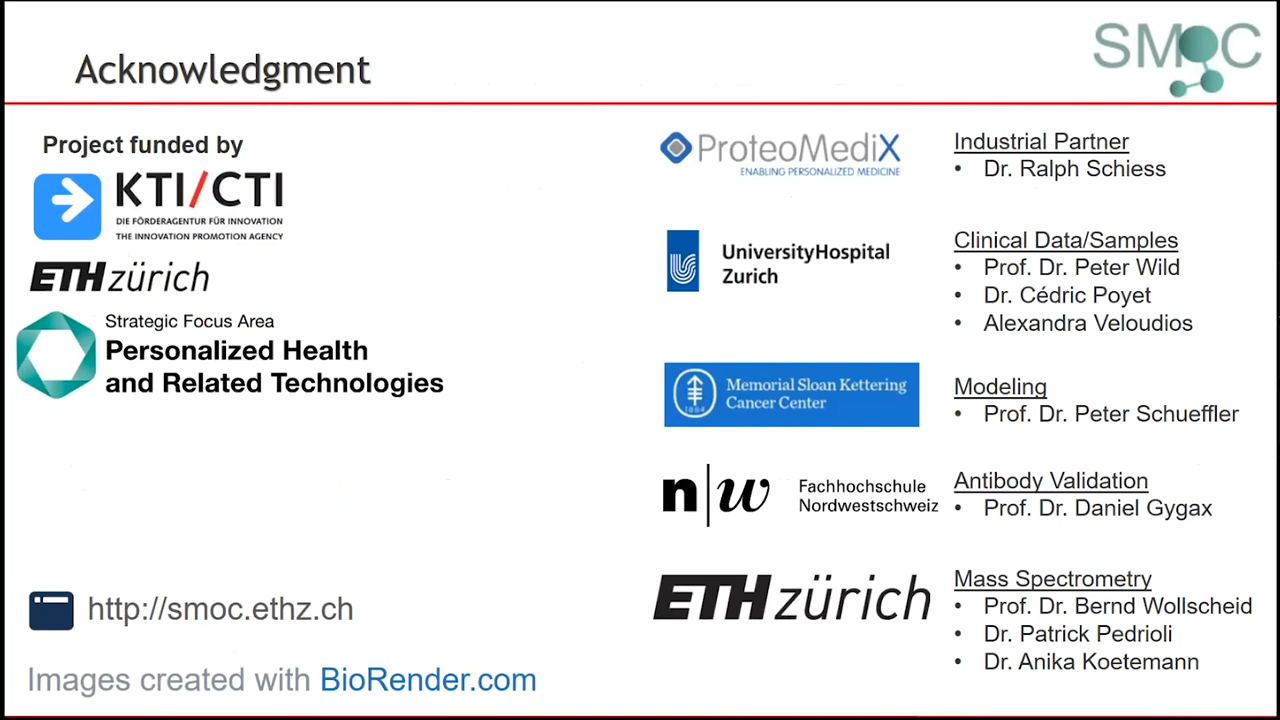 Acknowledgment
SMOC
Project funded by
KTI/CTI
DIE FÖRDERAGENTUR FÜR INNOVATION
THE INNOVATION PROMOTION AGENCY
ETH zürich
Strategic Focus Area
Personalized Health
and Related Technologies
http://smoc.ethz.ch
Images created with BioRender.com
ProteoMediX
ENABLING PERSONALIZED MEDICINE
Industrial Partner
• Dr. Ralph Schiess
UniversityHospital
Zurich
Clinical Data/Samples
• Prof. Dr. Peter Wild
• Dr. Cédric Poyet
• Alexandra Veloudios
1884
Memorial Sloan Kettering
Cancer Center
Modeling
• Prof. Dr. Peter Schueffler
n|w
Fachhochschule
Nordwestschweiz
Antibody Validation
• Prof. Dr. Daniel Gygax
ETH zürich
Mass Spectrometry
• Prof. Dr. Bernd Wollscheid
• Dr. Patrick Pedrioli
• Dr. Anika Koetemann